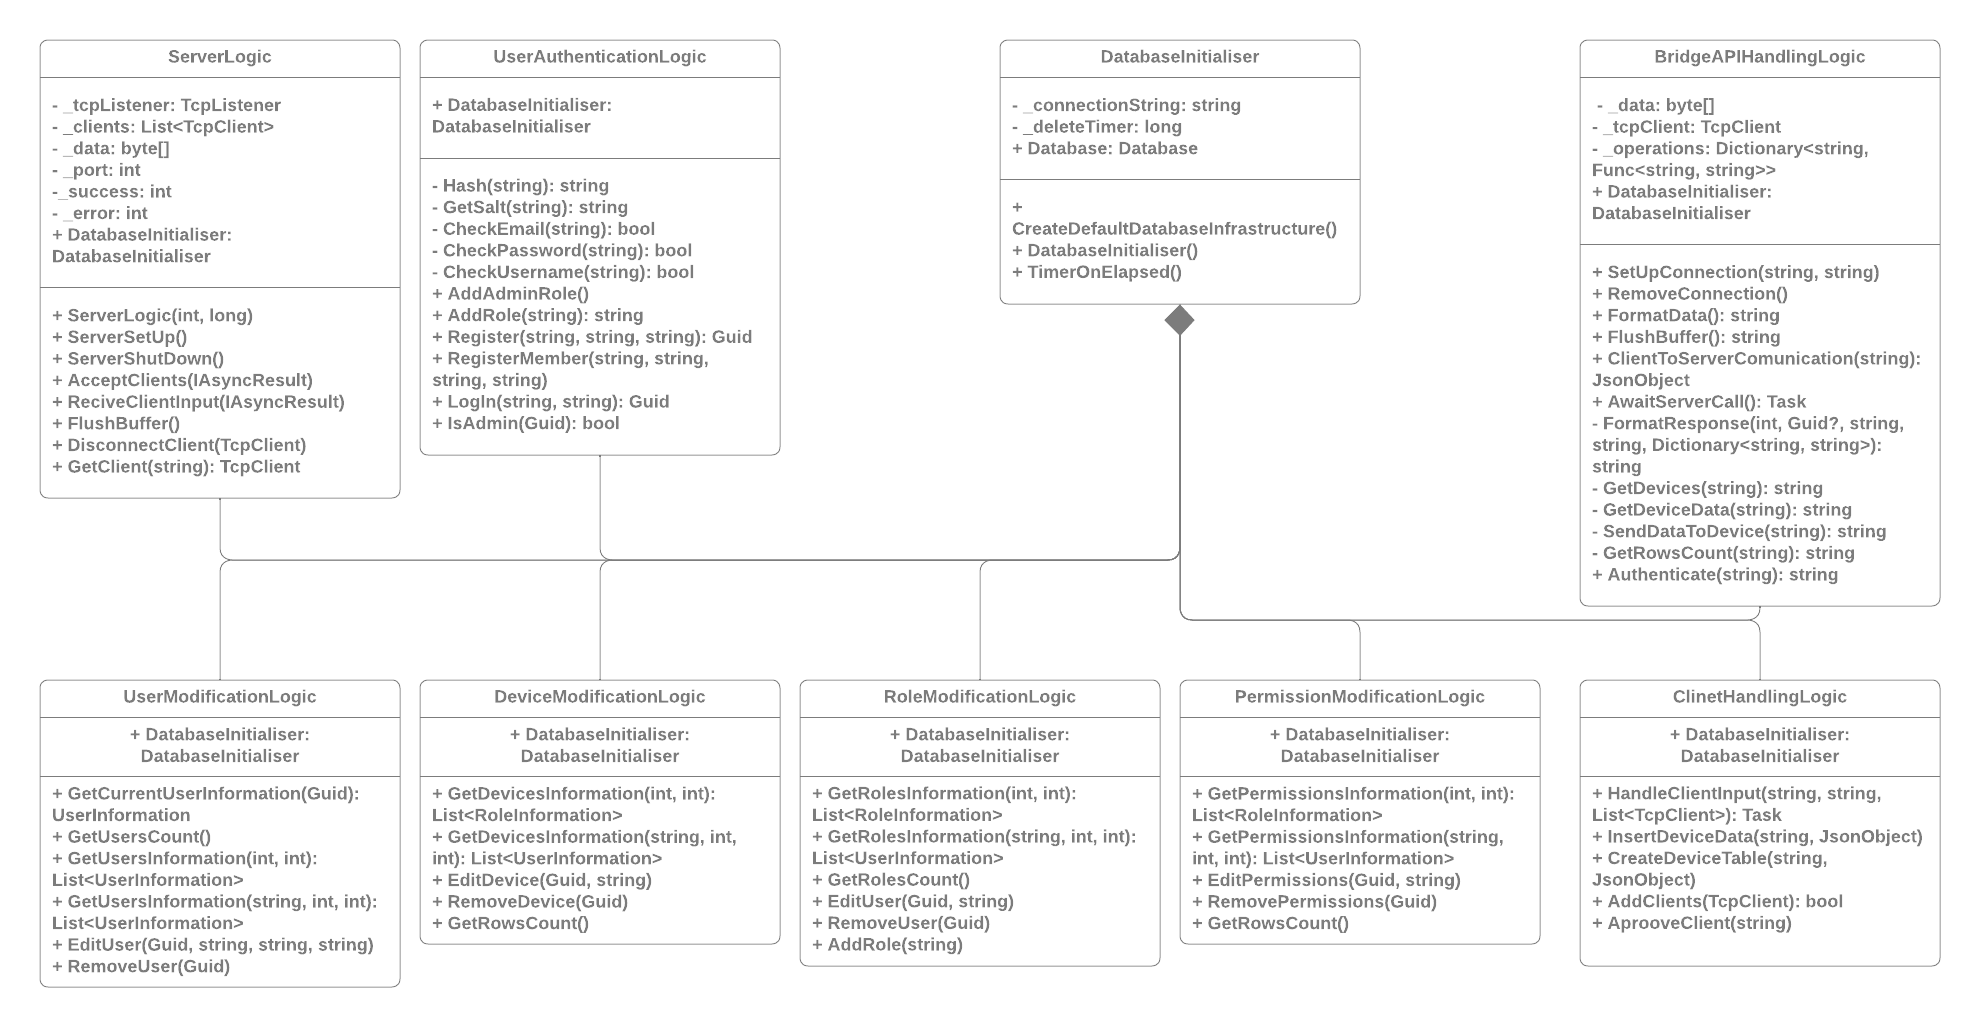 ServerLogic
- _tcpListener: TcpListener
- _clients: List<TcpClient>
- _data: byte[]
- _port: int
-_success: int
- _error: int
+ DatabaseInitialiser:
DatabaseInitialiser
+ ServerLogic(int, long)
+ ServerSetUp()
+ ServerShutDown()
+ AcceptClients(IAsyncResult)
+ ReciveClientInput(IAsyncResult)
+ FlushBuffer()
+ DisconnectClient(TcpClient)
+ GetClient(string): TcpClient
UserAuthenticationLogic
+ DatabaseInitialiser:
DatabaseInitialiser
- Hash(string): string
- GetSalt(string): string
- CheckEmail(string): bool
- CheckPassword(string): bool
- CheckUsername(string): bool
+ AddAdminRole()
+ AddRole(string): string
+ Register(string, string, string): Guid
+ RegisterMember(string, string,
string, string)
+ LogIn(string, string): Guid
+ IsAdmin(Guid): bool
DatabaseInitialiser
- _connectionString: string
- _deleteTimer: long
+ Database: Database
+
CreateDefaultDatabaseInfrastructure()
+ DatabaseInitialiser()
+ TimerOnElapsed()
BridgeAPIHandlingLogic
- _data: byte[]
- _tcpClient: TcpClient
- _operations: Dictionary<string,
Func<string, string>>
+ DatabaseInitialiser:
DatabaseInitialiser
+ SetUpConnection(string, string)
+ RemoveConnection()
+ FormatData(): string
+ FlushBuffer(): string
+ ClientToServerComunication(string):
JsonObject
+ AwaitServerCall(): Task
- FormatResponse(int, Guid?, string,
string, Dictionary<string, string>):
string
- GetDevices(string): string
- GetDeviceData(string): string
- SendDataToDevice(string): string
- GetRowsCount(string): string
+ Authenticate(string): string
UserModificationLogic
+ DatabaseInitialiser:
DatabaseInitialiser
+ GetCurrentUserInformation(Guid):
UserInformation
+ GetUsersCount()
+ GetUsersInformation(int, int):
List<UserInformation>
+ GetUsersInformation(string, int, int):
List<UserInformation>
+ EditUser(Guid, string, string, string)
+ RemoveUser(Guid)
DeviceModificationLogic
+ DatabaseInitialiser:
DatabaseInitialiser
+ GetDevicesInformation(int, int):
List<RoleInformation>
+ GetDevicesInformation(string, int,
int): List<UserInformation>
+ EditDevice(Guid, string)
+ RemoveDevice(Guid)
+ GetRowsCount()
RoleModificationLogic
+ DatabaseInitialiser:
DatabaseInitialiser
+ GetRolesInformation(int, int):
List<RoleInformation>
+ GetRolesInformation(string, int, int):
List<UserInformation>
+ GetRolesCount()
+ EditUser(Guid, string)
+ RemoveUser(Guid)
+ AddRole(string)
PermissionModificationLogic
+ DatabaseInitialiser:
DatabaseInitialiser
+ GetPermissionsInformation(int, int):
List<RoleInformation>
+ GetPermissionsInformation(string,
int, int): List<UserInformation>
+ EditPermissions(Guid, string)
+ RemovePermissions(Guid)
+ GetRowsCount()
ClinetHandlingLogic
+ DatabaseInitialiser:
DatabaseInitialiser
+ HandleClientInput(string, string,
List<TcpClient>): Task
+ InsertDeviceData(string, JsonObject)
+ CreateDeviceTable(string,
JsonObject)
+ AddClients(TcpClient): bool
+ AprooveClient(string)